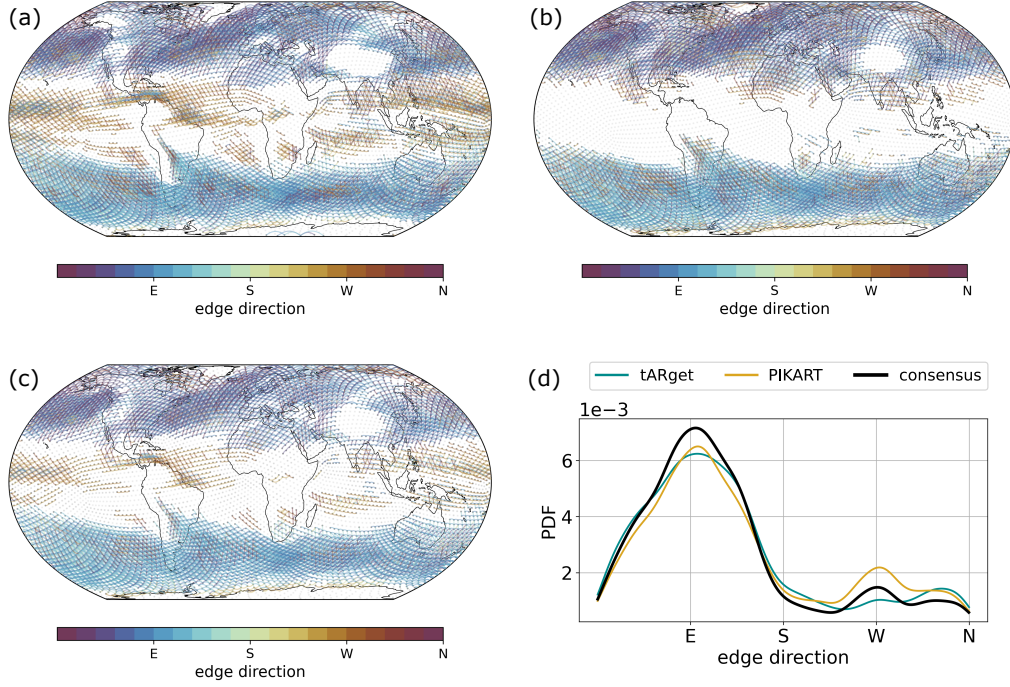 (a)
(b)
E S W N
edge direction
E S W N
edge direction
(c)
E S W N
edge direction
(d)
tARget PIKART consensus
1e−3
6
4
2
PDF
E S W N
edge direction